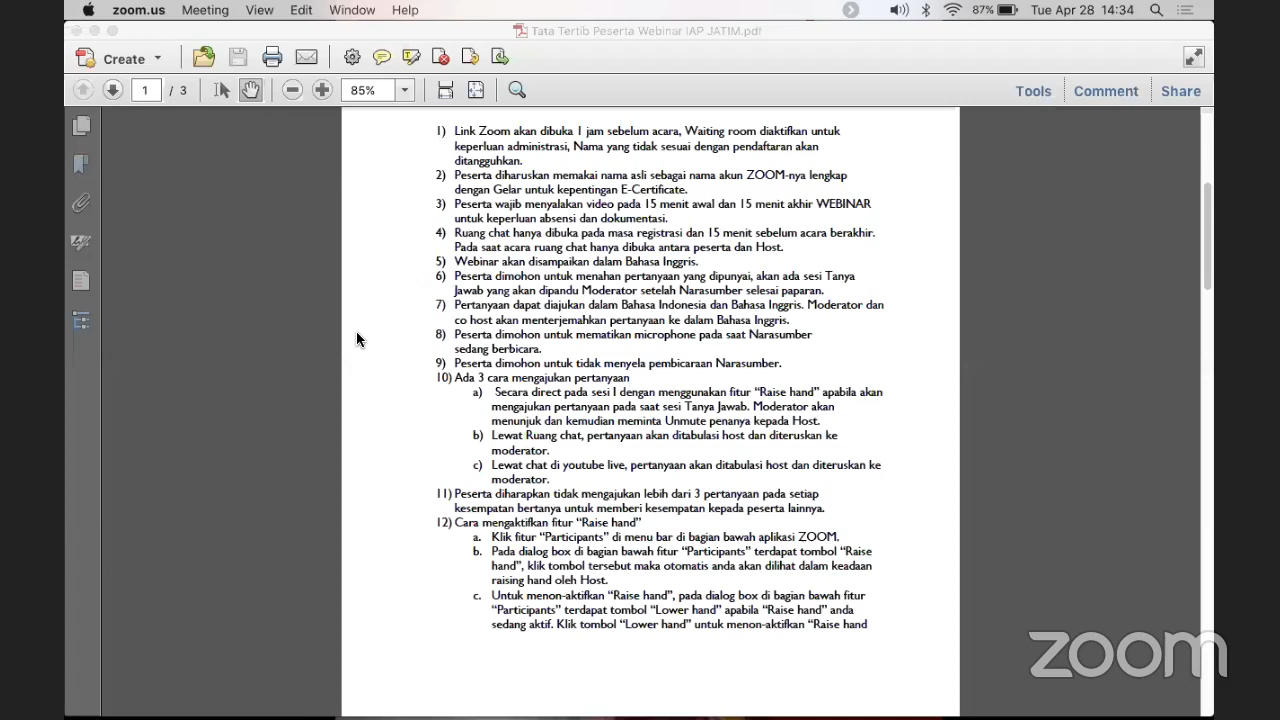 zoom.us Meeting View Edit Window Help 87% Tue Apr 28 14:34
Tata Tertib Peserta Webinar IAP JATIM.pdf
Create
1 / 3 85% Tools Comment Share
1) Link Zoom akan dibuka 1 jam sebelum acara, Waiting room diaktifkan untuk
keperluan administrasi, Nama yang tidak sesuai dengan pendaftaran akan
ditangguhkan.
2) Peserta diharuskan memakai nama asli sebagai nama akun ZOOM-nya lengkap
dengan Gelar untuk kepentingan E-Certificate.
3) Peserta wajib menyalakan video pada 15 menit awal dan 15 menit akhir WEBINAR
untuk keperluan absensi dan dokumentasi.
4) Ruang chat hanya dibuka pada masa registrasi dan 15 menit sebelum acara berakhir.
Pada saat acara ruang chat hanya dibuka antara peserta dan Host.
5) Webinar akan disampaikan dalam Bahasa Inggris.
6) Peserta dimohon untuk menahan pertanyaan yang dipunyai, akan ada sesi Tanya
Jawab yang akan dipandu Moderator setelah Narasumber selesai paparan.
7) Pertanyaan dapat diajukan dalam Bahasa Indonesia dan Bahasa Inggris. Moderator dan
co host akan menterjemahkan pertanyaan ke dalam Bahasa Inggris.
8) Peserta dimohon untuk mematikan microphone pada saat Narasumber
sedang berbicara.
9) Peserta dimohon untuk tidak menyela pembicaraan Narasumber.
10) Ada 3 cara mengajukan pertanyaan
a) Secara direct pada sesi I dengan menggunakan fitur “Raise hand” apabila akan
mengajukan pertanyaan pada saat sesi Tanya Jawab. Moderator akan
menunjuk dan kemudian meminta Unmute penanya kepada Host.
b) Lewat Ruang chat, pertanyaan akan ditabulasi host dan diteruskan ke
moderator.
c) Lewat chat di youtube live, pertanyaan akan ditabulasi host dan diteruskan ke
moderator.
11) Peserta diharapkan tidak mengajukan lebih dari 3 pertanyaan pada setiap
kesempatan bertanya untuk memberi kesempatan kepada peserta lainnya.
12) Cara mengaktifkan fitur “Raise hand”
a. Klik fitur “Participants” di menu bar di bagian bawah aplikasi ZOOM.
b. Pada dialog box di bagian bawah fitur “Participants” terdapat tombol “Raise
hand”, klik tombol tersebut maka otomatis anda akan dilihat dalam keadaan
raising hand oleh Host.
c. Untuk menon-aktifkan “Raise hand”, pada dialog box di bagian bawah fitur
“Participants” terdapat tombol “Lower hand” apabila “Raise hand” anda
sedang aktif. Klik tombol “Lower hand” untuk menon-aktifkan “Raise hand
zoom